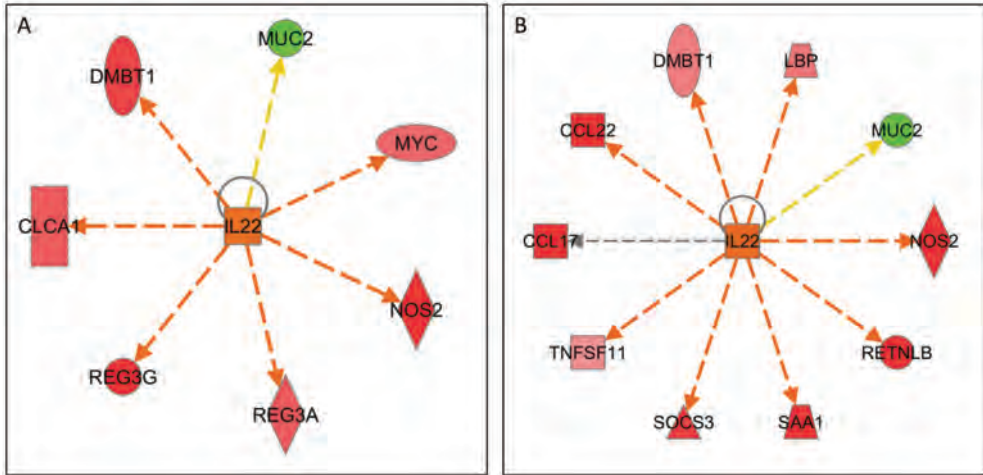 A
MUC2
DMBT1
MYC
CLCA1
IL22
NOS2
REG3G
REG3A
B
DMBT1
LBP
CCL22
MUC2
CCL17
IL22
NOS2
TNFSF11
RETNLB
SOCS3
SAA1